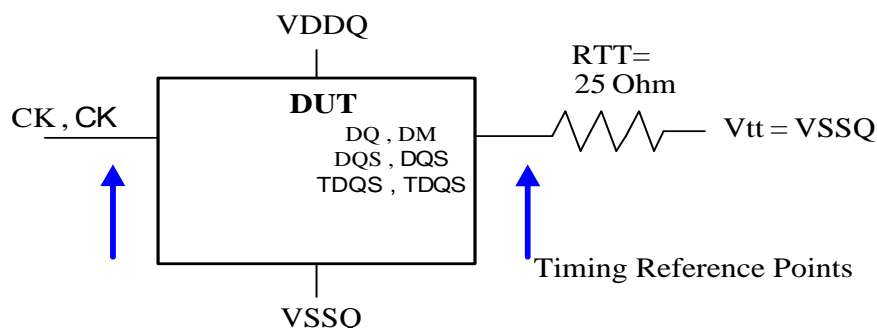 VDDQ
RTT=
25 Ohm
CK , CK
DUT
DQ , DM
DQS , DQS
TDQS , TDQS
Vtt = VSSQ
Timing Reference Points
VSSQ